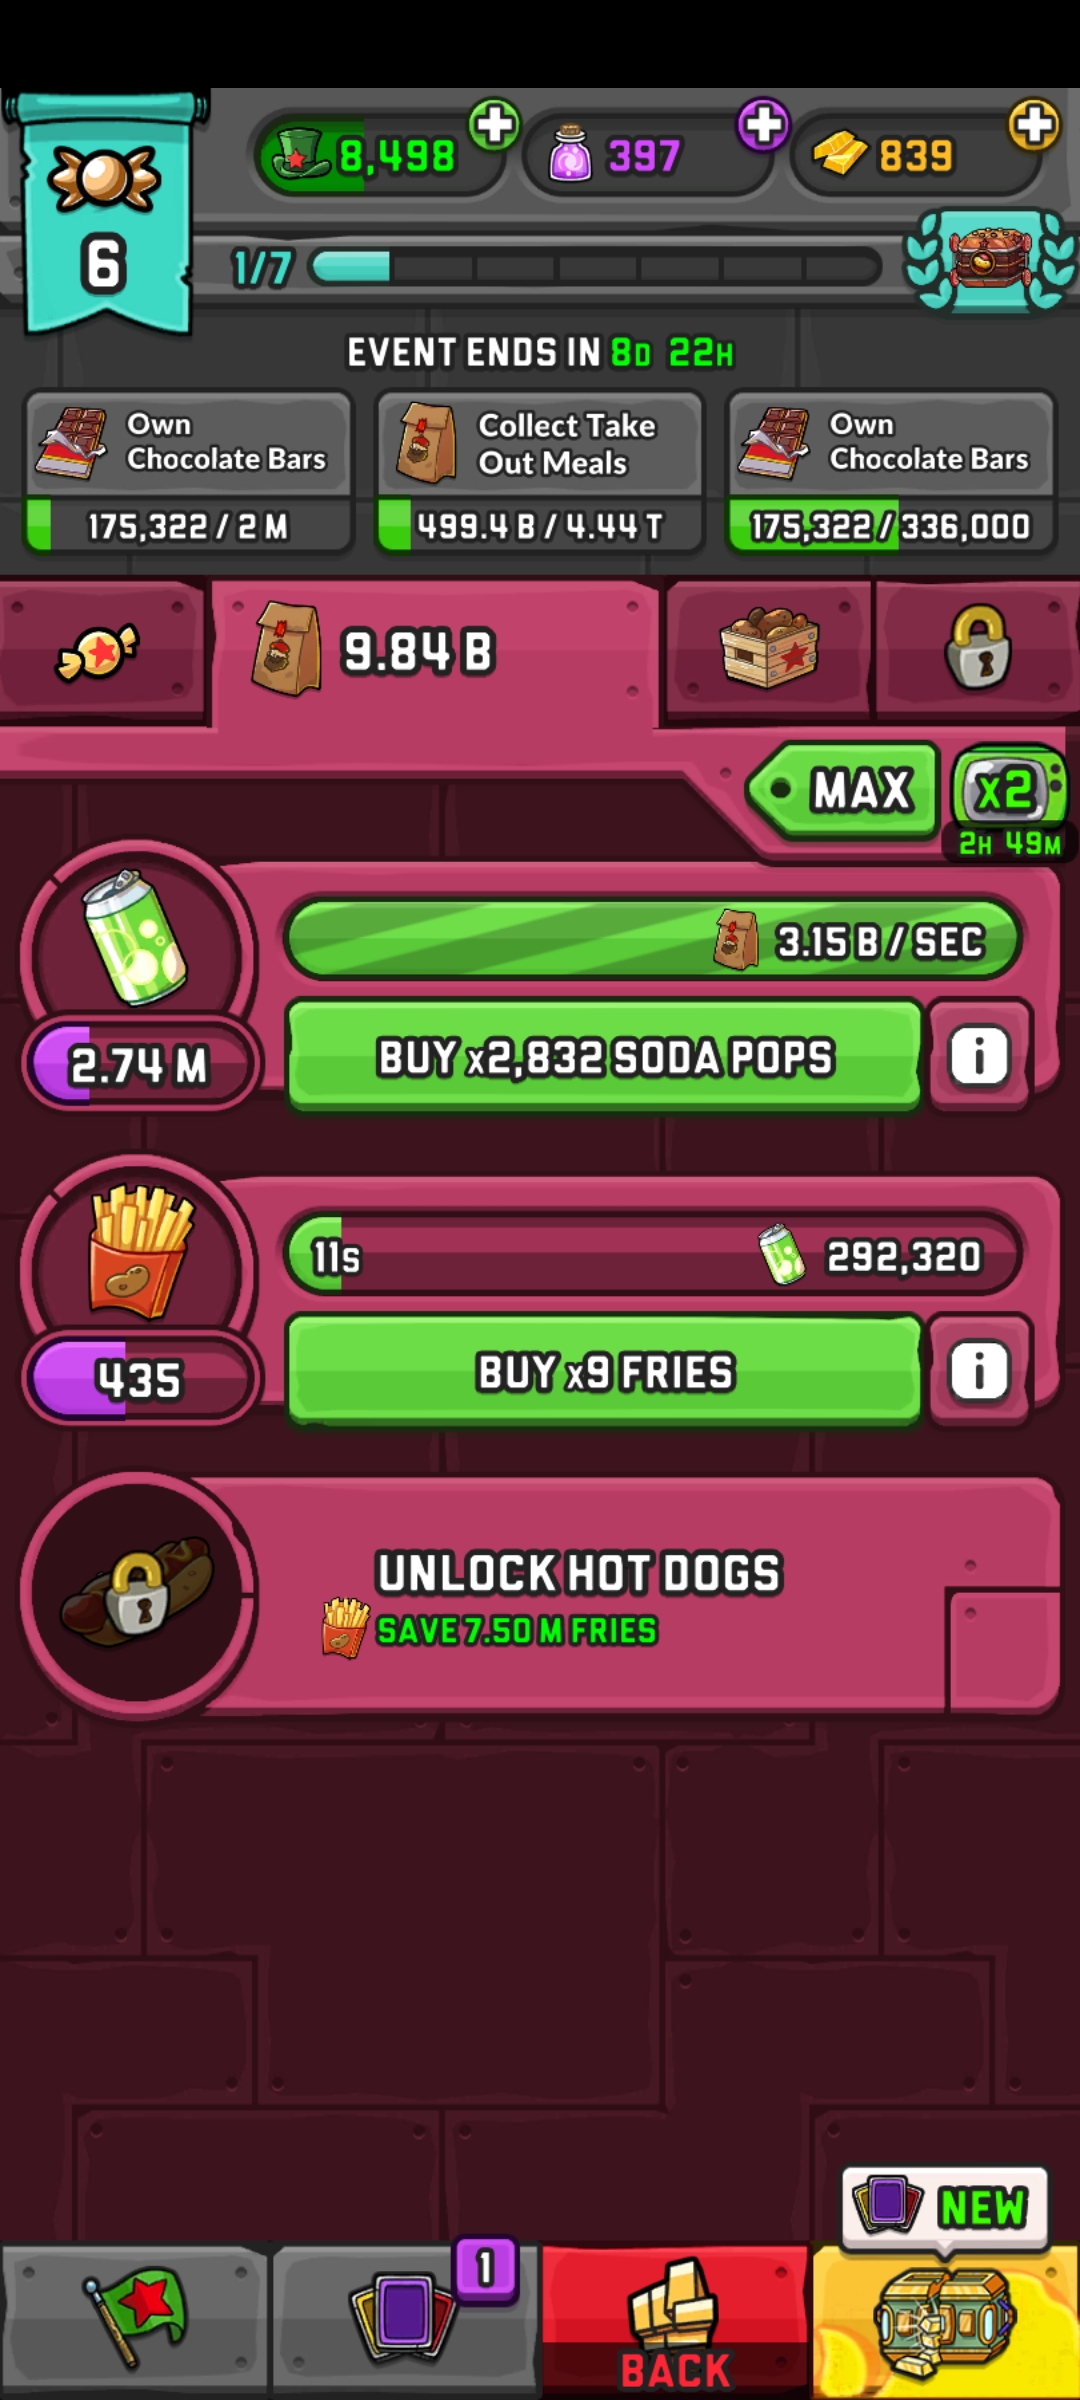 8,498
397
839
6
1/7
EVENT ENDS IN 8D 22H
Own
Chocolate Bars
175,322 / 2 M
Collect Take
Out Meals
499.4 B / 4.44 T
Own
Chocolate Bars
175,322 / 336,000
9.84 B
MAX
x2
2H 49M
3.15 B / SEC
2.74 M
BUY x2,832 SODA POPS
i
11s
292,320
435
BUY x9 FRIES
i
UNLOCK HOT DOGS
SAVE 7.50 M FRIES
NEW
1
BACK